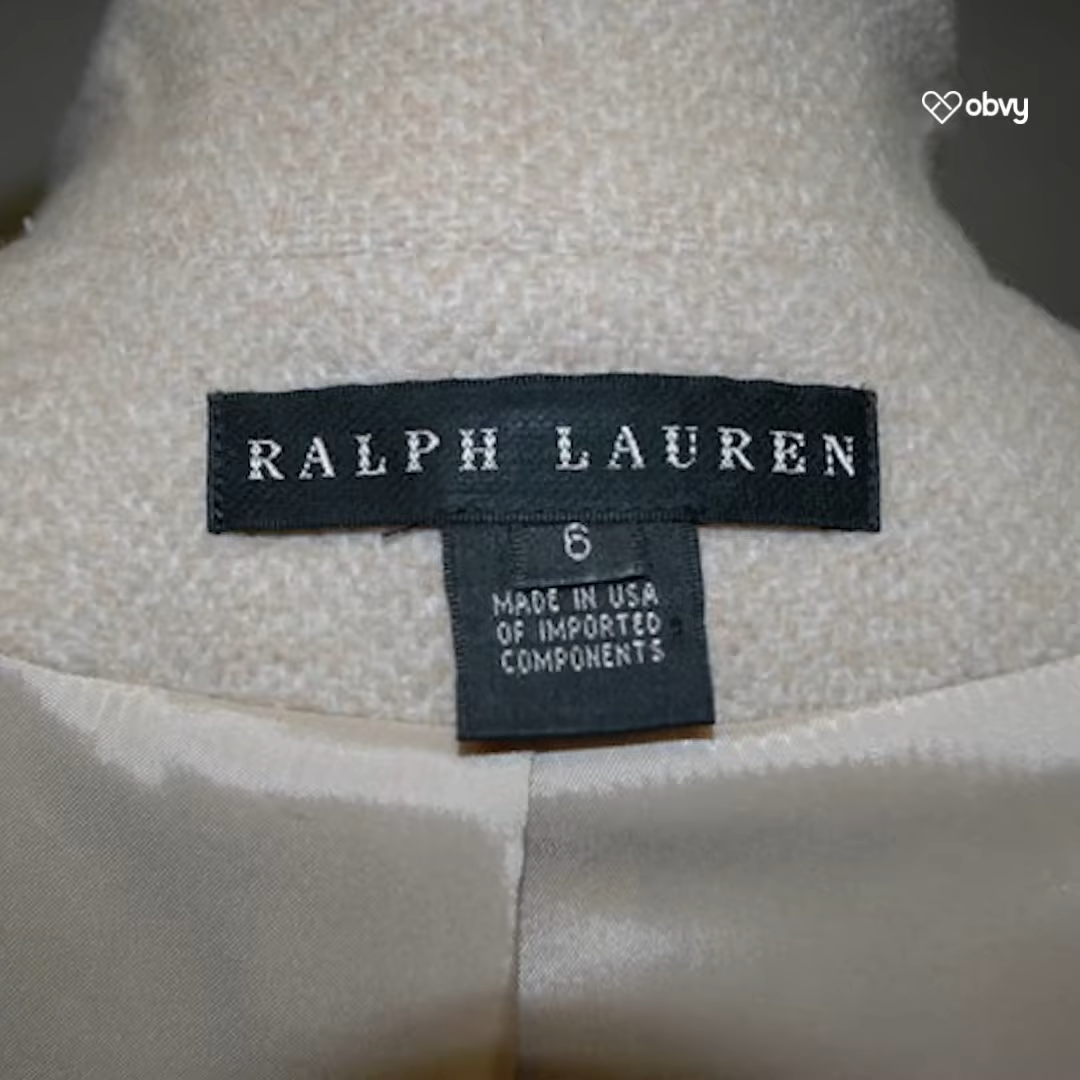 obvy
RALPH LAUREN
6
MADE IN USA
OF IMPORTED
COMPONENTS